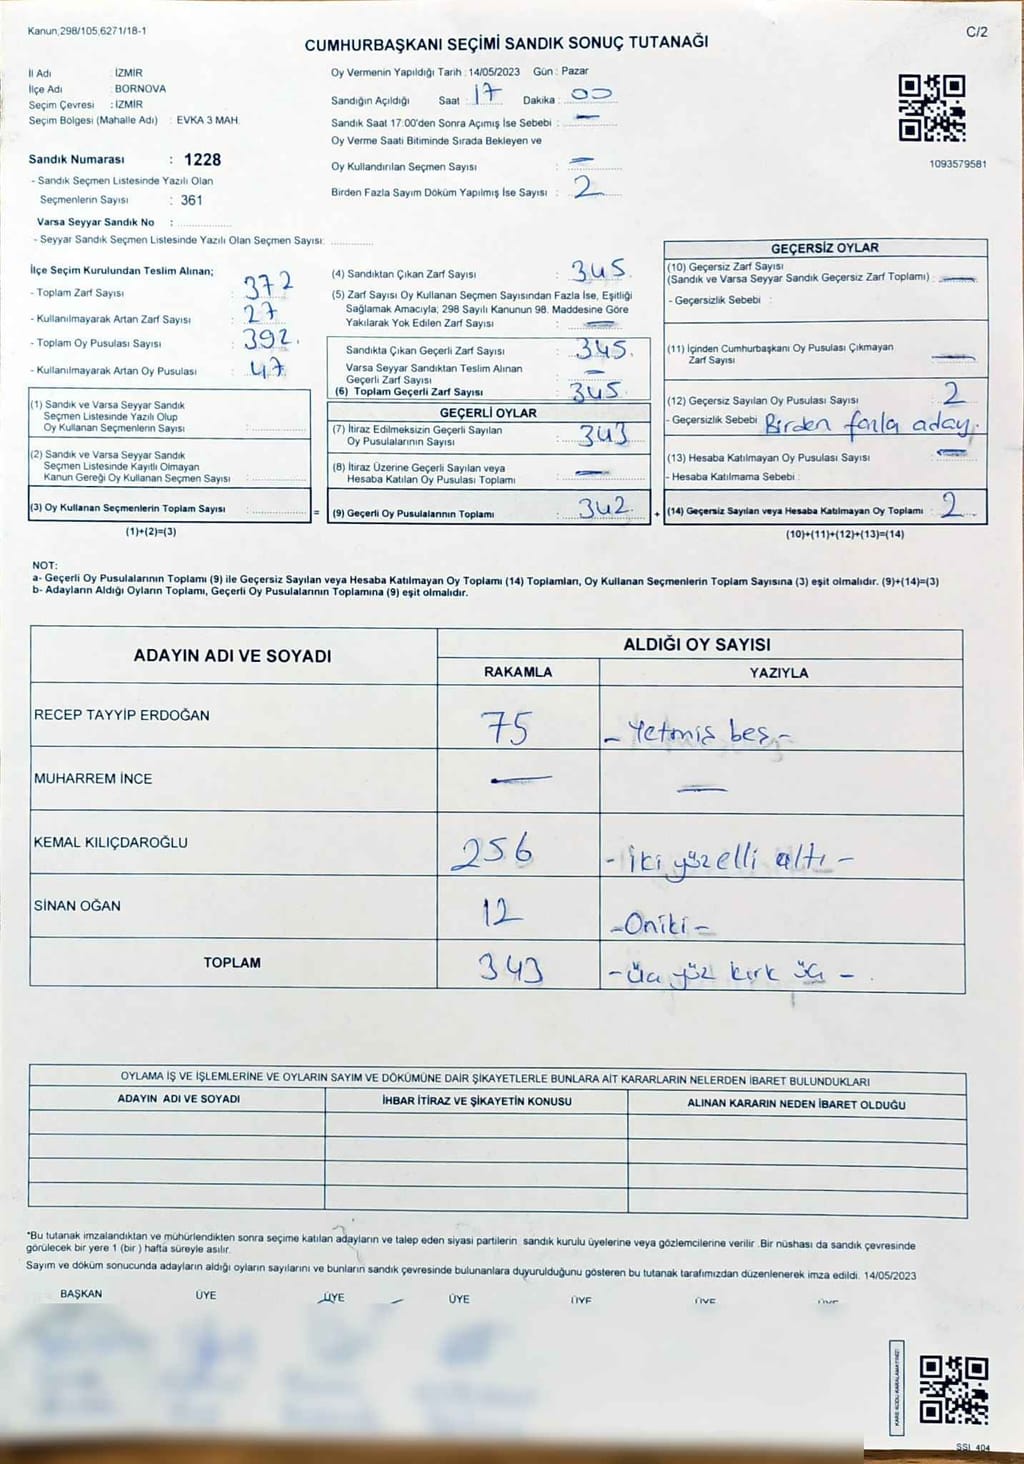 Kanun,298/105,6271/18-1
C/2
CUMHURBAŞKANI SEÇİMİ SANDIK SONUÇ TUTANAĞI
İl Adı : İZMİR
İlçe Adı : BORNOVA
Seçim Çevresi : İZMİR
Seçim Bölgesi (Mahalle Adı) : EVKA 3 MAH.
Sandık Numarası : 1228
- Sandık Seçmen Listesinde Yazılı Olan
Seçmenlerin Sayısı : 361
Varsa Seyyar Sandık No :
- Seyyar Sandık Seçmen Listesinde Yazılı Olan Seçmen Sayısı:
Oy Vermenin Yapıldığı Tarih : 14/05/2023 Gün : Pazar
Sandığın Açıldığı Saat : 17 Dakika : 00
Sandık Saat 17:00'den Sonra Açımış İse Sebebi : —
Oy Verme Saati Bitiminde Sırada Bekleyen ve
Oy Kullandırılan Seçmen Sayısı : —
Birden Fazla Sayım Döküm Yapılmış İse Sayısı : 2
1093579581
İlçe Seçim Kurulundan Teslim Alınan;
- Toplam Zarf Sayısı : 372
- Kullanılmayarak Artan Zarf Sayısı : 27
- Toplam Oy Pusulası Sayısı : 392.
- Kullanılmayarak Artan Oy Pusulası : 47
(1) Sandık ve Varsa Seyyar Sandık
Seçmen Listesinde Yazılı Olup
Oy Kullanan Seçmenlerin Sayısı :
(2) Sandık ve Varsa Seyyar Sandık
Seçmen Listesinde Kayıtlı Olmayan
Kanun Gereği Oy Kullanan Seçmen Sayısı :
(3) Oy Kullanan Seçmenlerin Toplam Sayısı : =
(1)+(2)=(3)
(4) Sandıktan Çıkan Zarf Sayısı : 345.
(5) Zarf Sayısı Oy Kullanan Seçmen Sayısından Fazla İse, Eşitliği
Sağlamak Amacıyla; 298 Sayılı Kanunun 98. Maddesine Göre
Yakılarak Yok Edilen Zarf Sayısı : —
Sandıkta Çıkan Geçerli Zarf Sayısı : 345.
Varsa Seyyar Sandıktan Teslim Alınan
Geçerli Zarf Sayısı : —
(6) Toplam Geçerli Zarf Sayısı : 345.
GEÇERLİ OYLAR
(7) İtiraz Edilmeksizin Geçerli Sayılan
Oy Pusulalarının Sayısı : 343
(8) İtiraz Üzerine Geçerli Sayılan veya
Hesaba Katılan Oy Pusulası Toplamı : —
(9) Geçerli Oy Pusulalarının Toplamı : 342. +
GEÇERSİZ OYLAR
(10) Geçersiz Zarf Sayısı
(Sandık ve Varsa Seyyar Sandık Geçersiz Zarf Toplamı) : —
- Geçersizlik Sebebi :
(11) İçinden Cumhurbaşkanı Oy Pusulası Çıkmayan
Zarf Sayısı : —
(12) Geçersiz Sayılan Oy Pusulası Sayısı : 2
- Geçersizlik Sebebi : Birden fazla aday.
(13) Hesaba Katılmayan Oy Pusulası Sayısı : —
- Hesaba Katılmama Sebebi :
(14) Geçersiz Sayılan veya Hesaba Katılmayan Oy Toplamı : 2
(10)+(11)+(12)+(13)=(14)
NOT:
a- Geçerli Oy Pusulalarının Toplamı (9) ile Geçersiz Sayılan veya Hesaba Katılmayan Oy Toplamı (14) Toplamları, Oy Kullanan Seçmenlerin Toplam Sayısına (3) eşit olmalıdır. (9)+(14)=(3)
b- Adayların Aldığı Oyların Toplamı, Geçerli Oy Pusulalarının Toplamına (9) eşit olmalıdır.
ADAYIN ADI VE SOYADI
ALDIĞI OY SAYISI
RAKAMLA YAZIYLA
RECEP TAYYİP ERDOĞAN 75 - Yetmiş beş -
MUHARREM İNCE — —
KEMAL KILIÇDAROĞLU 256 - iki yüzelli altı -
SİNAN OĞAN 12 - Oniki -
TOPLAM 343 - üç yüz kırk üç -
OYLAMA İŞ VE İŞLEMLERİNE VE OYLARIN SAYIM VE DÖKÜMÜNE DAİR ŞİKAYETLERLE BUNLARA AİT KARARLARIN NELERDEN İBARET BULUNDUKLARI
ADAYIN ADI VE SOYADI İHBAR İTİRAZ VE ŞİKAYETİN KONUSU ALINAN KARARIN NEDEN İBARET OLDUĞU
*Bu tutanak imzalandıktan ve mühürlendikten sonra seçime katılan adayların ve talep eden siyasi partilerin sandık kurulu üyelerine veya gözlemcilerine verilir .Bir nüshası da sandık çevresinde
görülecek bir yere 1 (bir ) hafta süreyle asılır.
Sayım ve döküm sonucunda adayların aldığı oyların sayılarını ve bunların sandık çevresinde bulunanlara duyurulduğunu gösteren bu tutanak tarafımızdan düzenlenerek imza edildi. 14/05/2023
BAŞKAN ÜYE ÜYE ÜYE ÜYE ÜYE ÜYE
KARE KODU KARALAMAYINIZ!
SSI_404